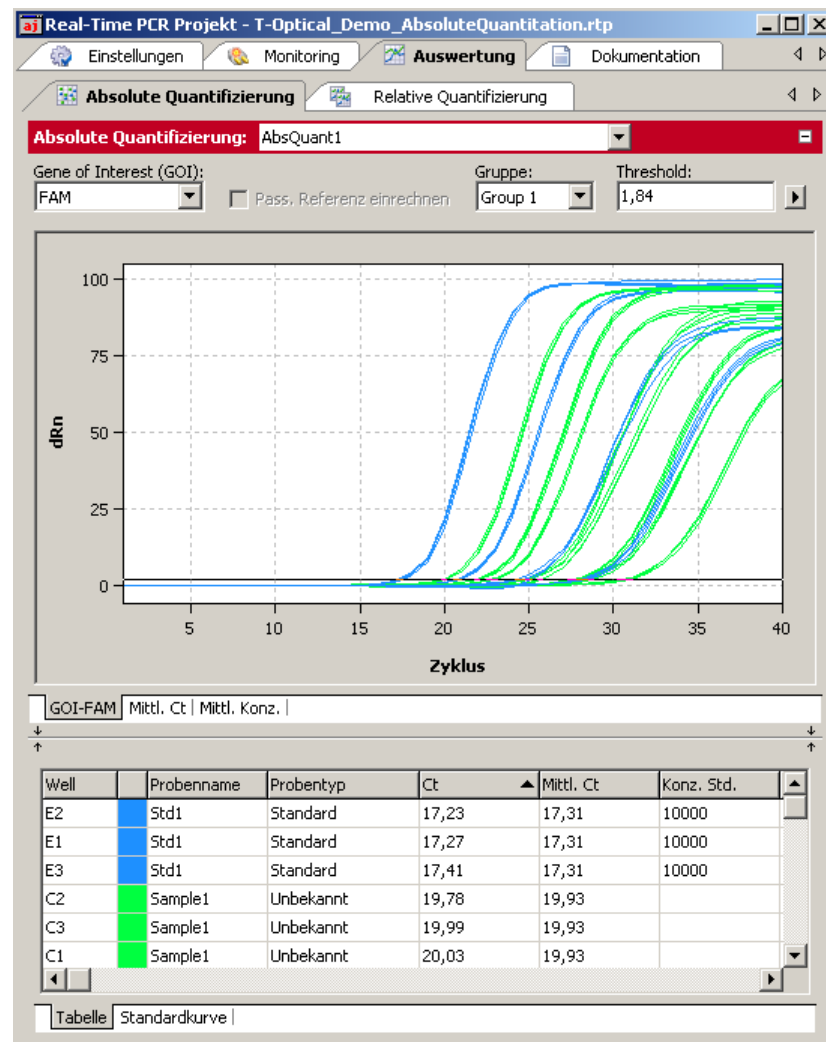 Real-Time PCR Projekt - T-Optical_Demo_AbsoluteQuantitation.rtp
Einstellungen Monitoring Auswertung Dokumentation
Absolute Quantifizierung Relative Quantifizierung
Absolute Quantifizierung: AbsQuant1
Gene of Interest (GOI): Gruppe: Threshold:
FAM Pass. Referenz einrechnen Group 1 1,84
100
75
50
25
0
dRn
5 10 15 20 25 30 35 40
Zyklus
GOI-FAM Mittl. Ct Mittl. Konz.
Well Probenname Probentyp Ct Mittl. Ct Konz. Std.
E2 Std1 Standard 17,23 17,31 10000
E1 Std1 Standard 17,27 17,31 10000
E3 Std1 Standard 17,41 17,31 10000
C2 Sample1 Unbekannt 19,78 19,93
C3 Sample1 Unbekannt 19,99 19,93
C1 Sample1 Unbekannt 20,03 19,93
Tabelle Standardkurve